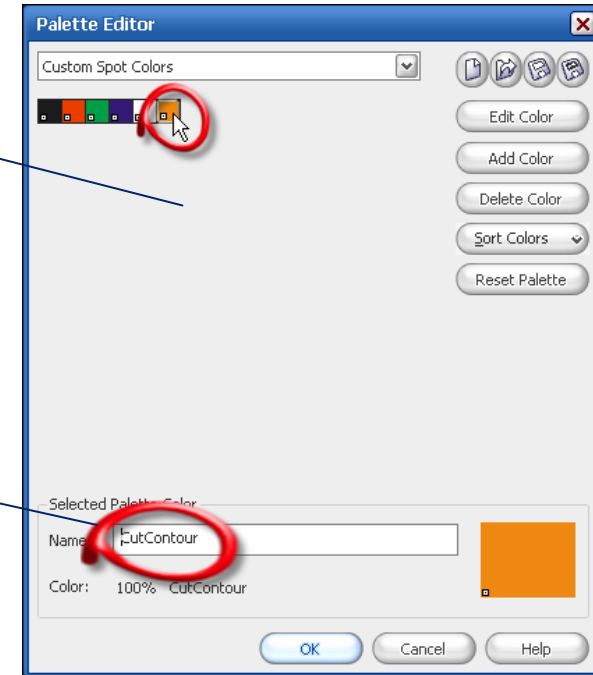 Palette Editor
Custom Spot Colors
Edit Color
Add Color
Delete Color
Sort Colors
Reset Palette
Selected Palette Color
Name: CutContour
Color: 100% CutContour
OK Cancel Help